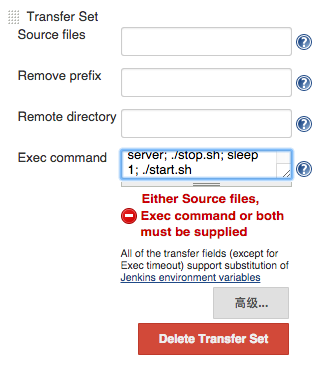 Transfer Set
Source files
Remove prefix
Remote directory
Exec command
server; ./stop.sh; sleep
1; ./start.sh
Either Source files,
Exec command or both
must be supplied
All of the transfer fields (except for
Exec timeout) support substitution of
Jenkins environment variables
高级...
Delete Transfer Set